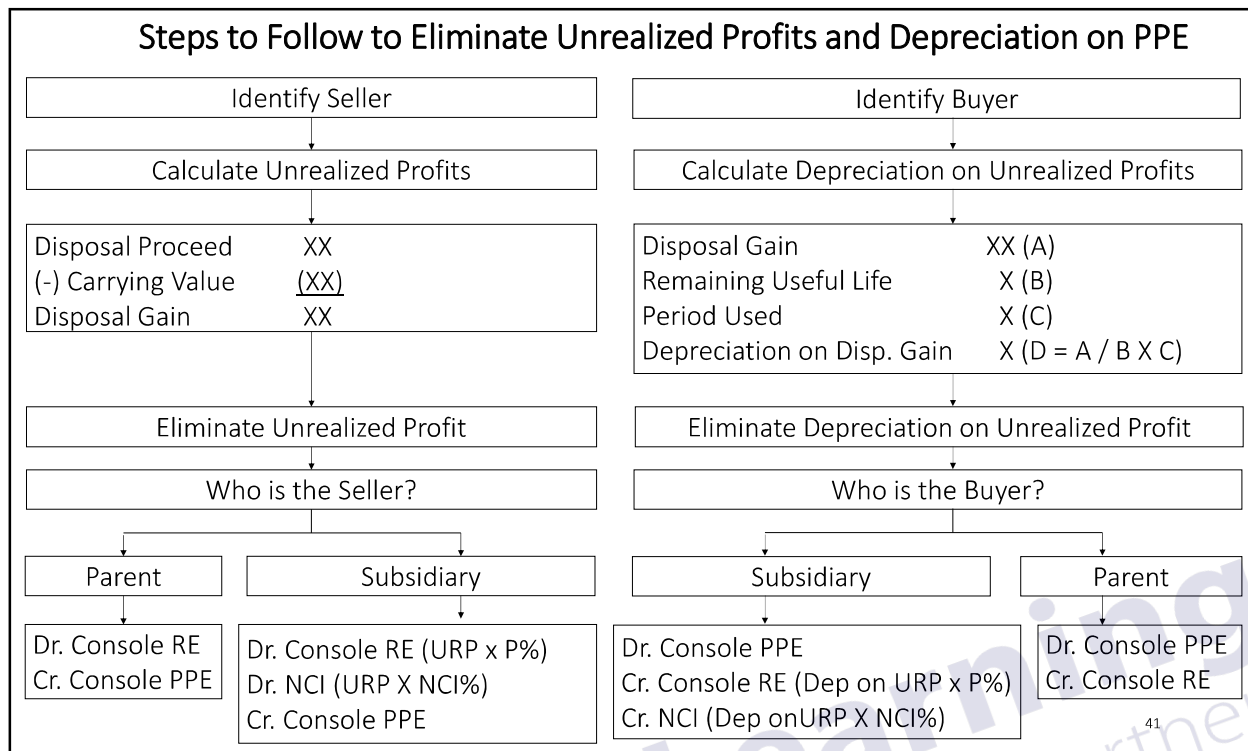 Steps to Follow to Eliminate Unrealized Profits and Depreciation on PPE
Identify Seller
Calculate Unrealized Profits
Disposal Proceed XX
(-) Carrying Value (XX)
Disposal Gain XX
Eliminate Unrealized Profit
Who is the Seller?
Parent
Dr. Console RE
Cr. Console PPE
Subsidiary
Dr. Console RE (URP x P%)
Dr. NCI (URP X NCI%)
Cr. Console PPE
Identify Buyer
Calculate Depreciation on Unrealized Profits
Disposal Gain XX (A)
Remaining Useful Life X (B)
Period Used X (C)
Depreciation on Disp. Gain X (D = A / B X C)
Eliminate Depreciation on Unrealized Profit
Who is the Buyer?
Subsidiary
Dr. Console PPE
Cr. Console RE (Dep on URP x P%)
Cr. NCI (Dep onURP X NCI%)
Parent
Dr. Console PPE
Cr. Console RE
41
Learning